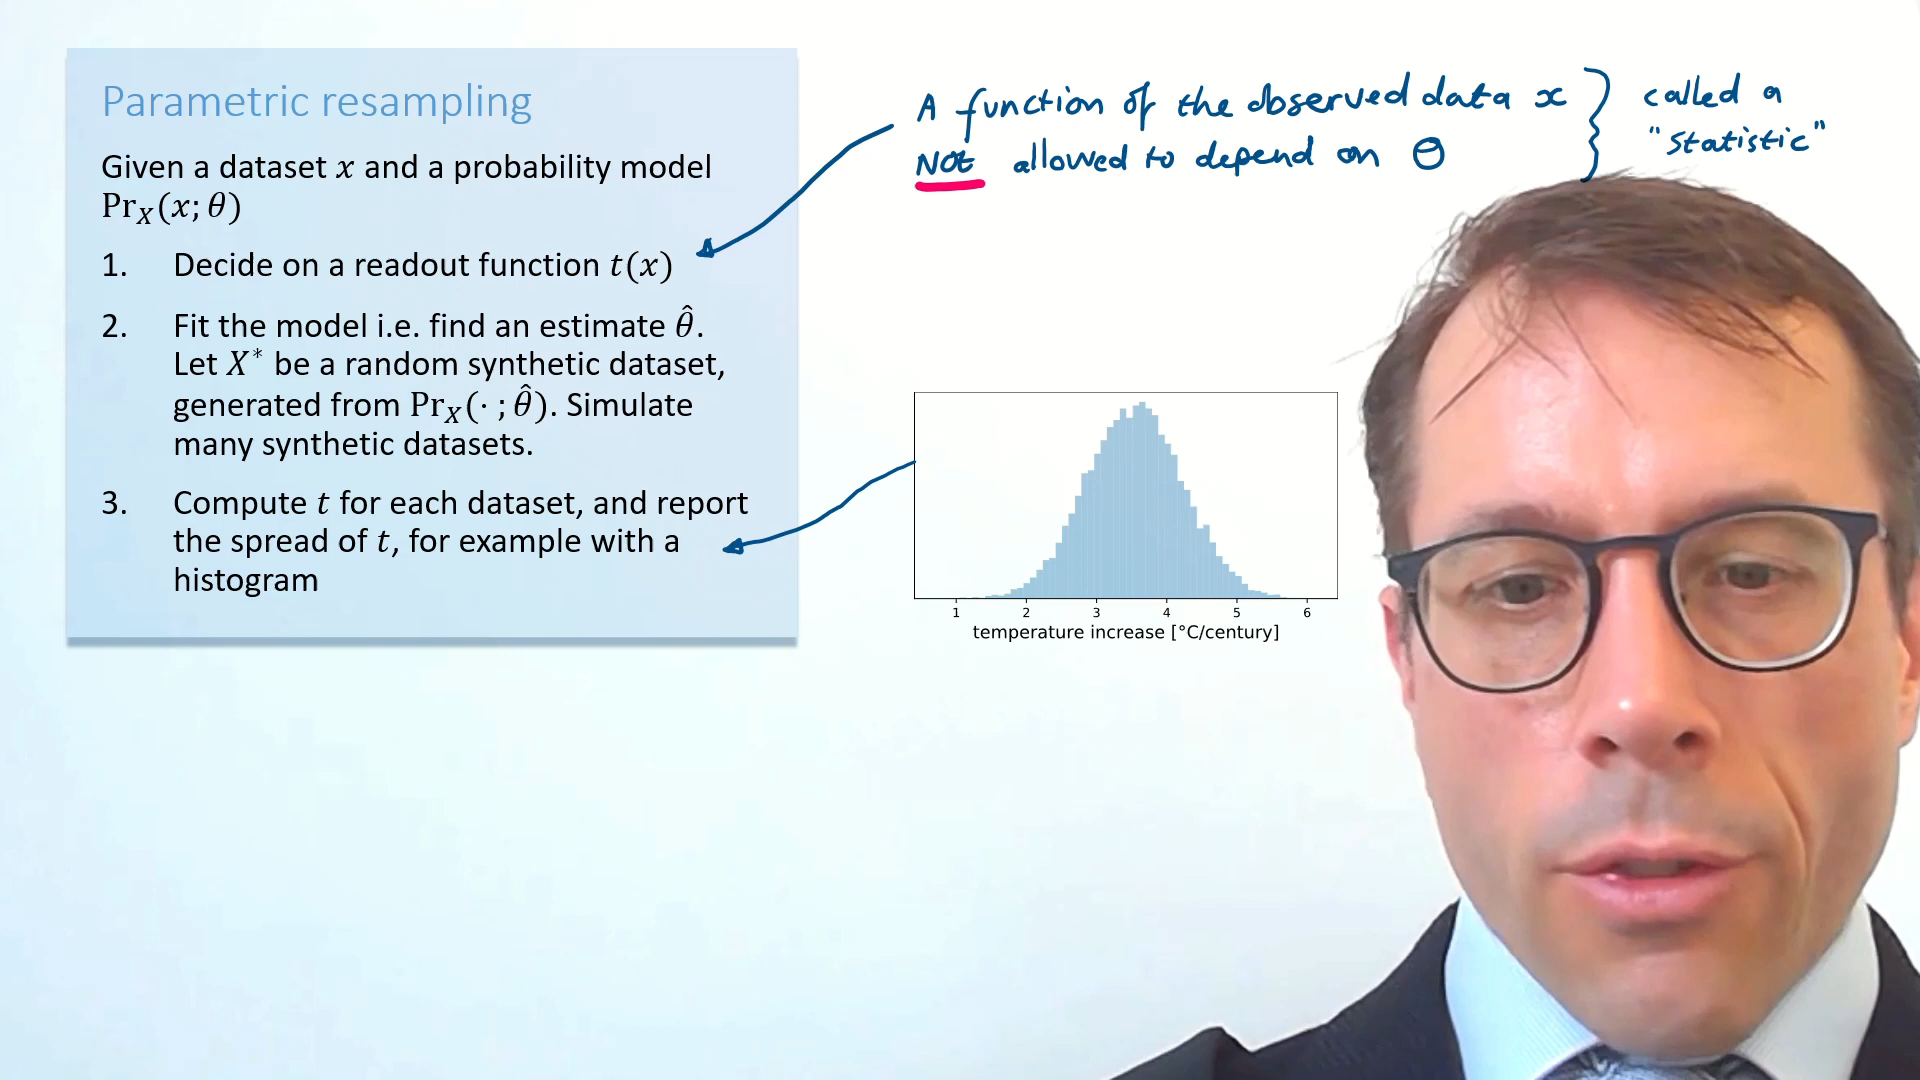 Parametric resampling
Given a dataset x and a probability model
Pr_X(x; θ)
1. Decide on a readout function t(x)
2. Fit the model i.e. find an estimate θ̂.
Let X* be a random synthetic dataset,
generated from Pr_X(· ; θ̂). Simulate
many synthetic datasets.
3. Compute t for each dataset, and report
the spread of t, for example with a
histogram
A function of the observed data x
NOT allowed to depend on θ
called a
"statistic"
1 2 3 4 5 6
temperature increase [°C/century]